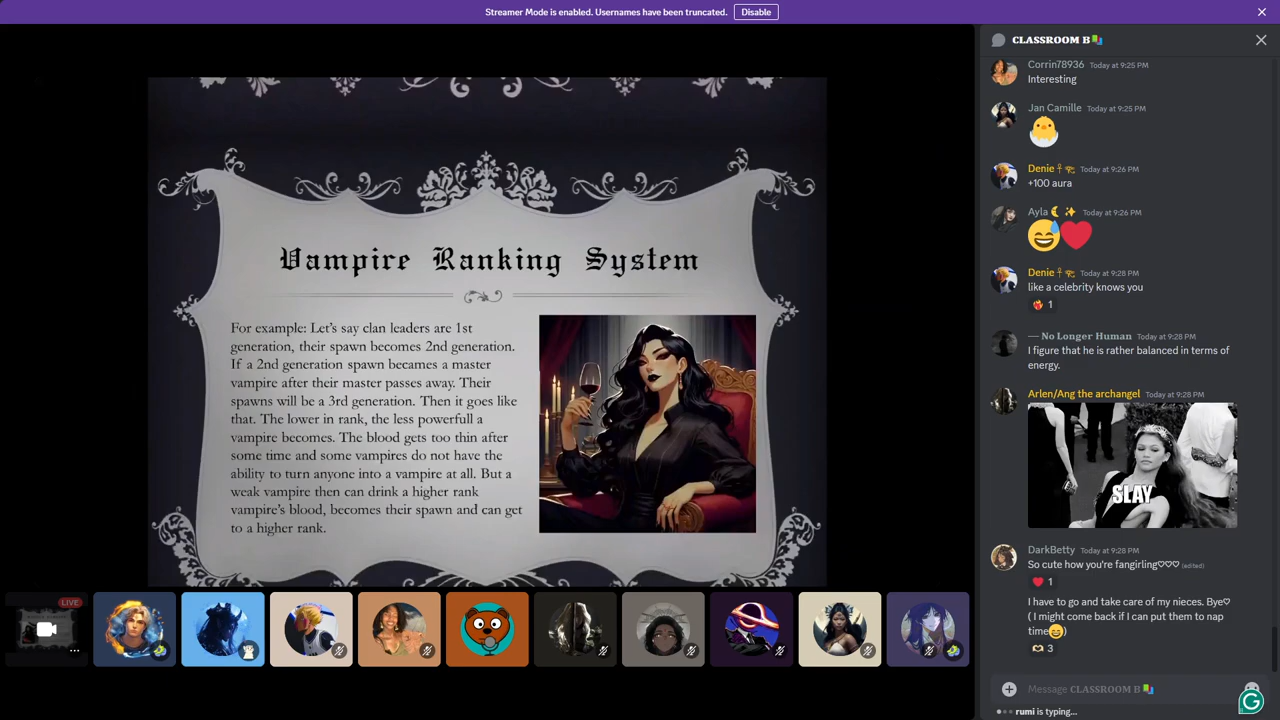 Streamer Mode is enabled. Usernames have been truncated.
Disable
CLASSROOM B
Corrin78936 Today at 9:25 PM
Interesting
Jan Camille Today at 9:25 PM
Denie Today at 9:26 PM
+100 aura
Ayla Today at 9:26 PM
Denie Today at 9:28 PM
like a celebrity knows you
1
— No Longer Human Today at 9:28 PM
I figure that he is rather balanced in terms of
energy.
Arlen/Ang the archangel Today at 9:28 PM
SLAY
DarkBetty Today at 9:28 PM
So cute how you're fangirling♡♡♡ (edited)
1
I have to go and take care of my nieces. Bye♡
( I might come back if I can put them to nap
time😅)
3
Message CLASSROOM B
rumi is typing...
Vampire Ranking System
For example: Let's say clan leaders are 1st
generation, their spawn becomes 2nd generation.
If a 2nd generation spawn becames a master
vampire after their master passes away. Their
spawns will be a 3rd generation. Then it goes like
that. The lower in rank, the less powerfull a
vampire becomes. The blood gets too thin after
some time and some vampires do not have the
ability to turn anyone into a vampire at all. But a
weak vampire then can drink a higher rank
vampire's blood, becomes their spawn and can get
to a higher rank.
LIVE